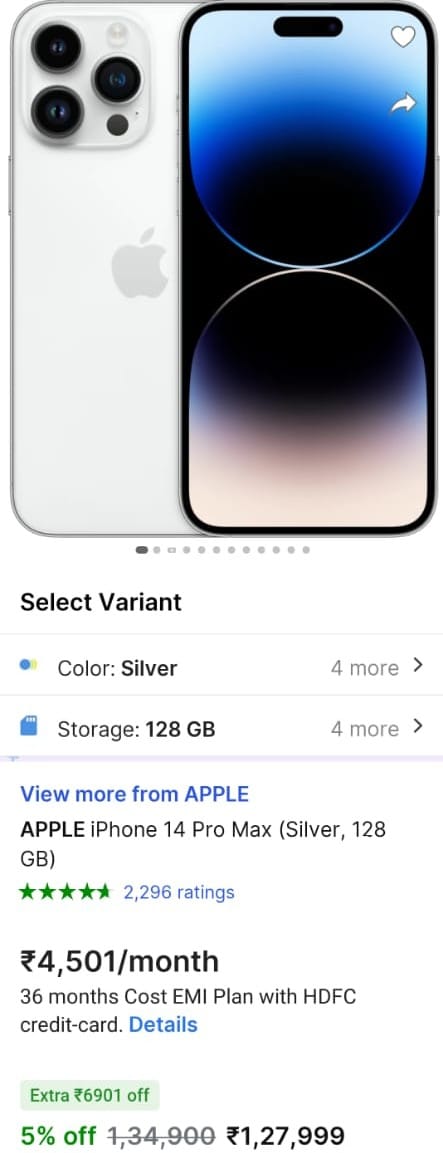 Select Variant
Color: Silver
4 more
Storage: 128 GB
4 more
View more from APPLE
APPLE iPhone 14 Pro Max (Silver, 128
GB)
2,296 ratings
₹4,501/month
36 months Cost EMI Plan with HDFC
credit-card. Details
Extra ₹6901 off
5% off 1,34,900 ₹1,27,999